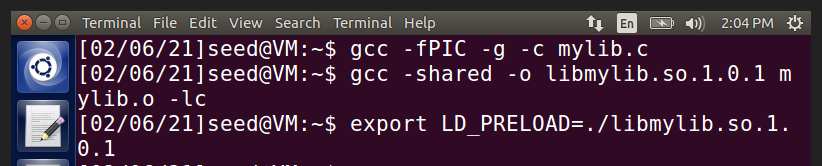 Terminal Terminal File Edit View Search Terminal Help En 2:04 PM
[02/06/21]seed@VM:~$ gcc -fPIC -g -c mylib.c
[02/06/21]seed@VM:~$ gcc -shared -o libmylib.so.1.0.1 m
ylib.o -lc
[02/06/21]seed@VM:~$ export LD_PRELOAD=./libmylib.so.1.
0.1